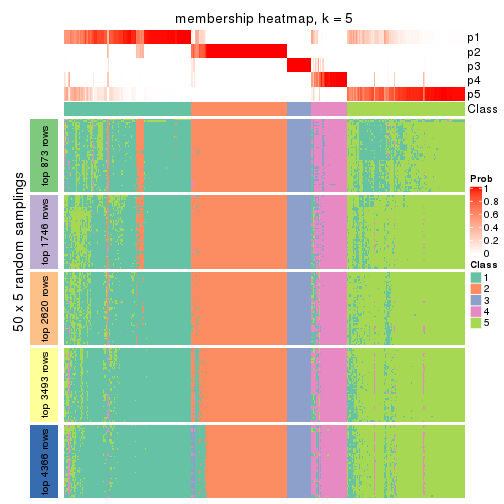 membership heatmap, k = 5
p1
p2
p3
p4
p5
Class
50 x 5 random samplings
top 873 rows
top 1746 rows
top 2620 rows
top 3493 rows
top 4366 rows
Prob
1
0.8
0.6
0.4
0.2
0
Class
1
2
3
4
5